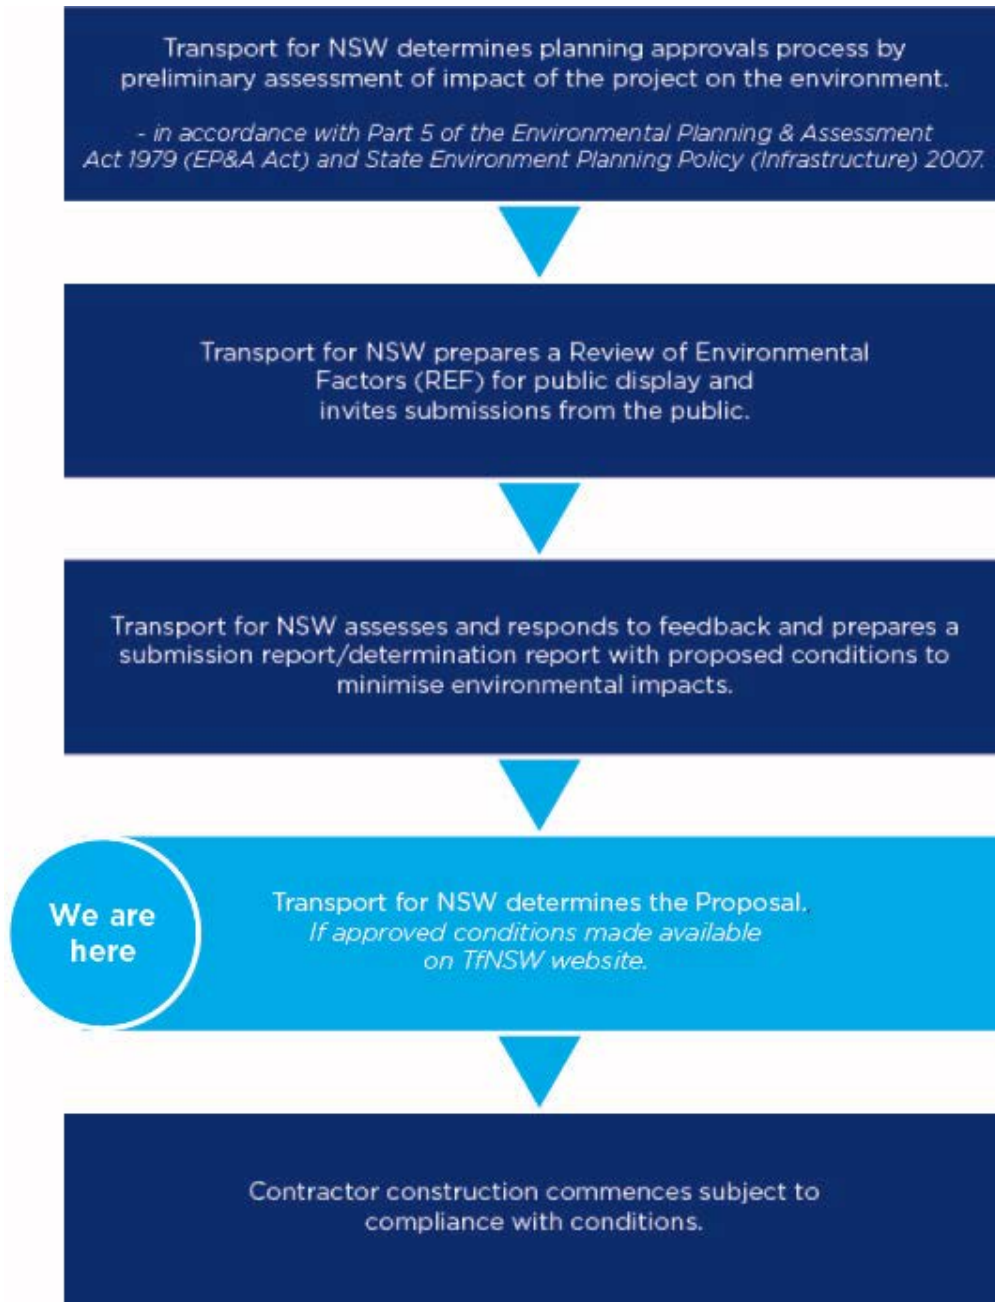 Transport for NSW determines planning approvals process by
preliminary assessment of impact of the project on the environment.
- in accordance with Part 5 of the Environmental Planning & Assessment
Act 1979 (EP&A Act) and State Environment Planning Policy (Infrastructure) 2007.
Transport for NSW prepares a Review of Environmental
Factors (REF) for public display and
invites submissions from the public.
Transport for NSW assesses and responds to feedback and prepares a
submission report/determination report with proposed conditions to
minimise environmental impacts.
We are
here
Transport for NSW determines the Proposal.
If approved conditions made available
on TfNSW website.
Contractor construction commences subject to
compliance with conditions.